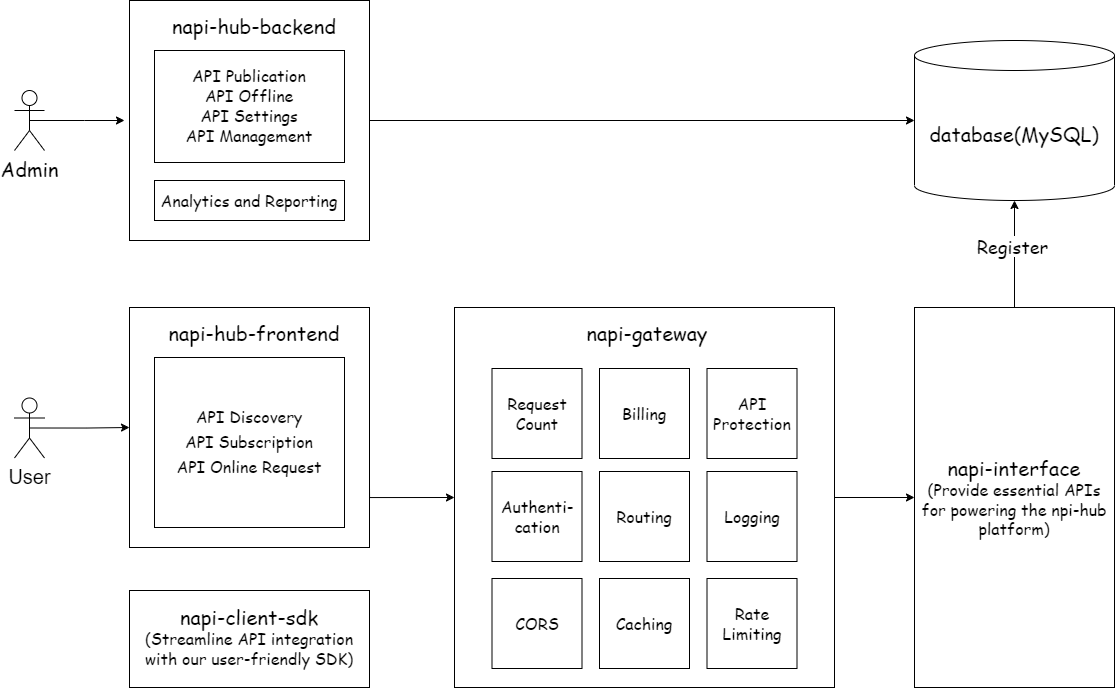 napi-hub-backend
API Publication
API Offline
API Settings
API Management
Analytics and Reporting
Admin
database(MySQL)
Register
napi-hub-frontend
API Discovery
API Subscription
API Online Request
User
napi-client-sdk
(Streamline API integration
with our user-friendly SDK)
napi-gateway
Request
Count
Billing
API
Protection
Authenti-
cation
Routing
Logging
CORS
Caching
Rate
Limiting
napi-interface
(Provide essential APIs
for powering the npi-hub
platform)